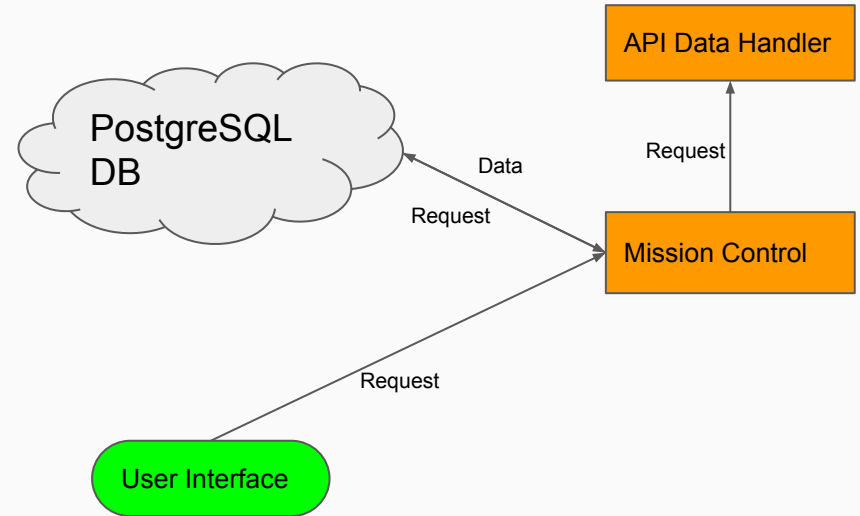 API Data Handler
PostgreSQL
DB
Data
Request
Request
Mission Control
Request
User Interface